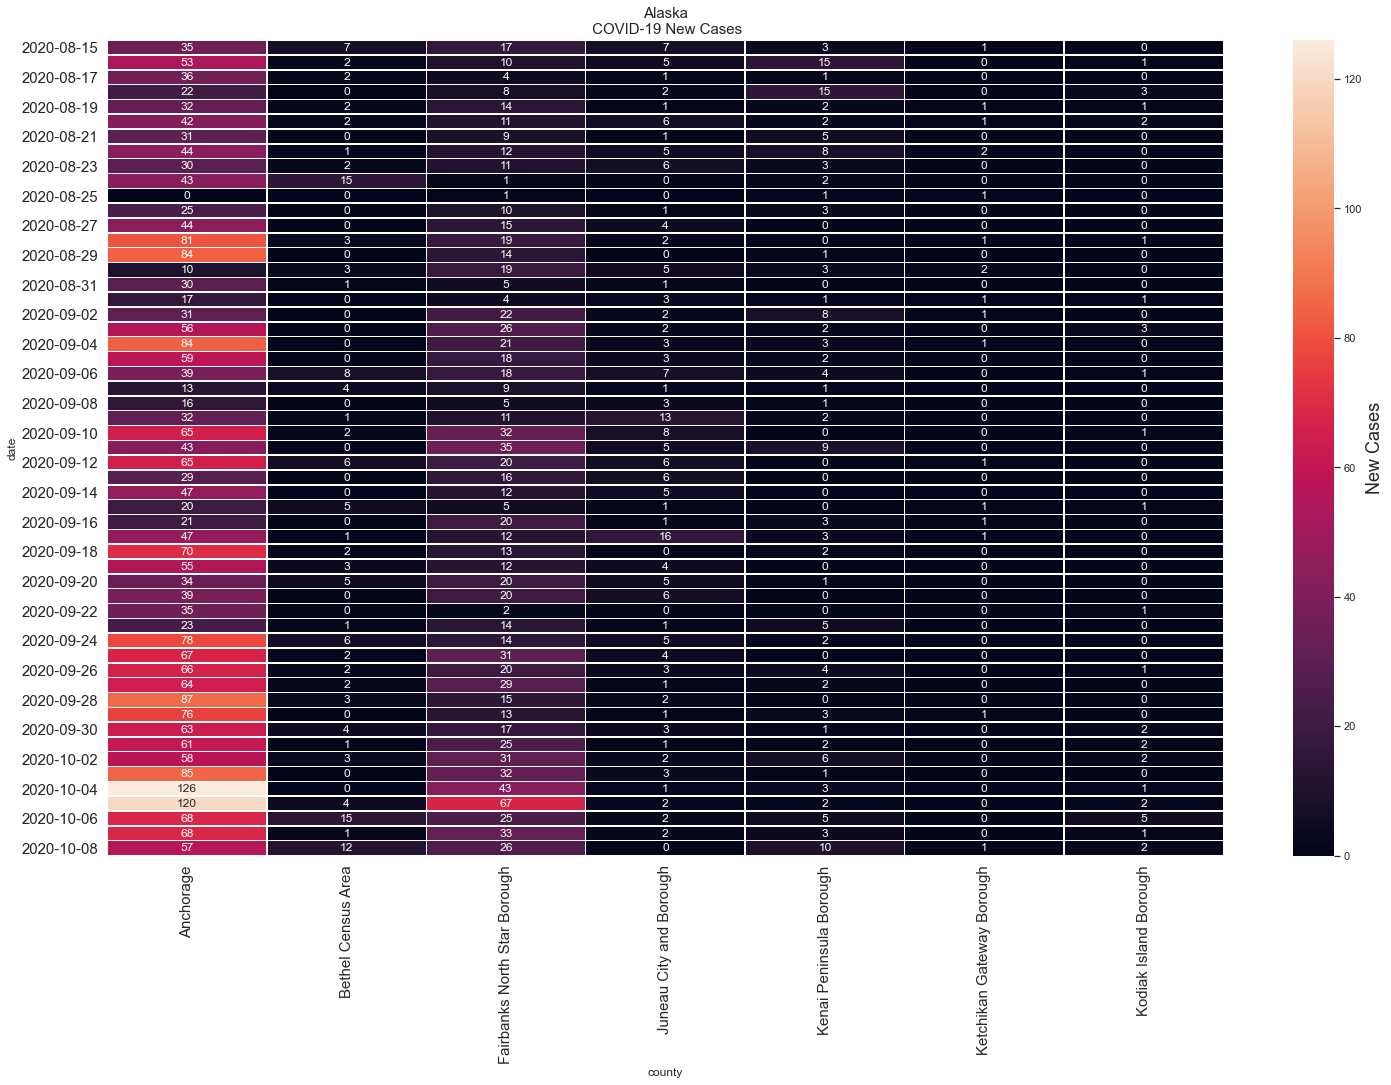 Alaska
COVID-19 New Cases
2020-08-15 35 7 17 7 3 1 0
53 2 10 5 15 0 1
2020-08-17 36 2 4 1 1 0 0
22 0 8 2 15 0 3
2020-08-19 32 2 14 1 2 1 1
42 2 11 6 2 1 2
2020-08-21 31 0 9 1 5 0 0
44 1 12 5 8 2 0
2020-08-23 30 2 11 6 3 0 0
43 15 1 0 2 0 0
2020-08-25 0 0 1 0 1 1 0
25 0 10 1 3 0 0
2020-08-27 44 0 15 4 0 0 0
81 3 19 2 0 1 1
2020-08-29 84 0 14 0 1 0 0
10 3 19 5 3 2 0
2020-08-31 30 1 5 1 0 0 0
17 0 4 3 1 1 1
2020-09-02 31 0 22 2 8 1 0
56 0 26 2 2 0 3
2020-09-04 84 0 21 3 3 1 0
59 0 18 3 2 0 0
2020-09-06 39 8 18 7 4 0 1
13 4 9 1 1 0 0
2020-09-08 16 0 5 3 1 0 0
32 1 11 13 2 0 0
2020-09-10 65 2 32 8 0 0 1
43 0 35 5 9 0 0
2020-09-12 65 6 20 6 0 1 0
29 0 16 6 0 0 0
2020-09-14 47 0 12 5 0 0 0
20 5 5 1 0 1 1
2020-09-16 21 0 20 1 3 1 0
47 1 12 16 3 1 0
2020-09-18 70 2 13 0 2 0 0
55 3 12 4 0 0 0
2020-09-20 34 5 20 5 1 0 0
39 0 20 6 0 0 0
2020-09-22 35 0 2 0 0 0 1
23 1 14 1 5 0 0
2020-09-24 78 6 14 5 2 0 0
67 2 31 4 0 0 0
2020-09-26 66 2 20 3 4 0 1
64 2 29 1 2 0 0
2020-09-28 87 3 15 2 0 0 0
76 0 13 1 3 1 0
2020-09-30 63 4 17 3 1 0 2
61 1 25 1 2 0 2
2020-10-02 58 3 31 2 6 0 2
85 0 32 3 1 0 0
2020-10-04 126 0 43 1 3 0 1
120 4 67 2 2 0 2
2020-10-06 68 15 25 2 5 0 5
68 1 33 2 3 0 1
2020-10-08 57 12 26 0 10 1 2
date
Anchorage
Bethel Census Area
Fairbanks North Star Borough
Juneau City and Borough
Kenai Peninsula Borough
Ketchikan Gateway Borough
Kodiak Island Borough
county
120
100
80
60
40
20
0
New Cases